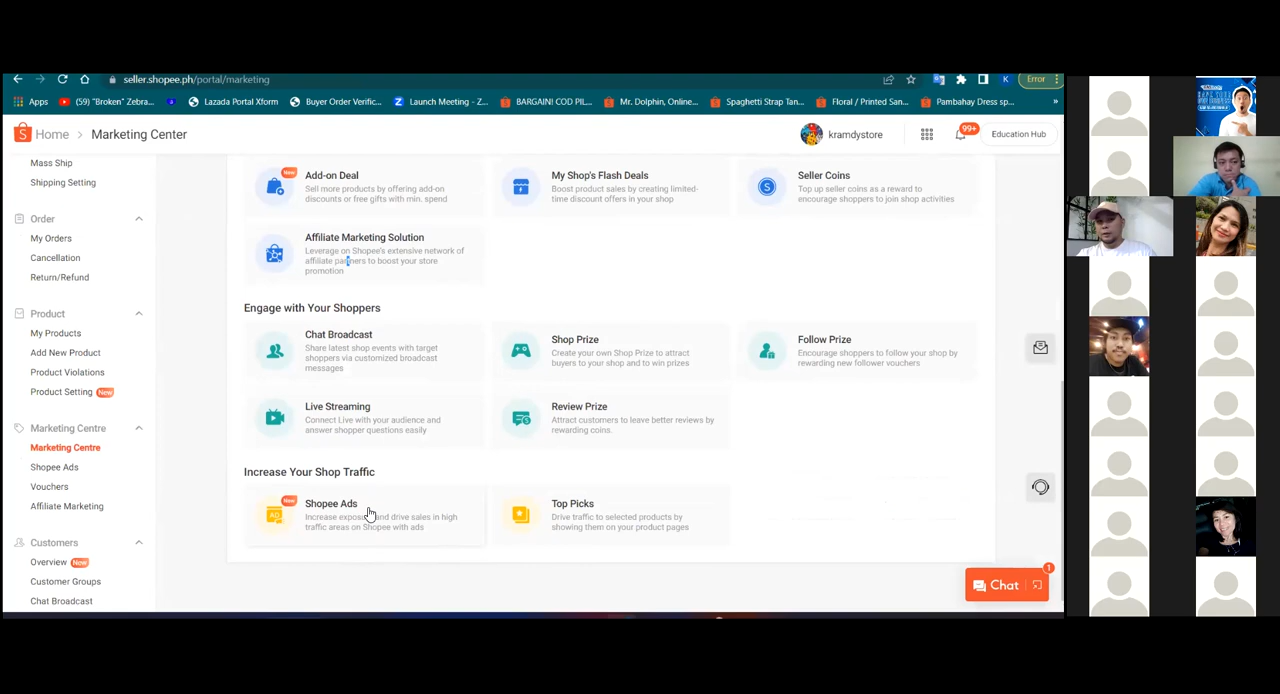 seller.shopee.ph/portal/marketing
K
Error
Apps
(59) "Broken" Zebra...
Lazada Portal Xform
Buyer Order Verific...
Launch Meeting - Z...
BARGAIN! COD PIL...
Mr. Dolphin, Online...
Spaghetti Strap Tan...
Floral / Printed San...
Pambahay Dress sp...
»
Home > Marketing Center
kramdystore
99+
Education Hub
Mass Ship
Shipping Setting
Order
My Orders
Cancellation
Return/Refund
Product
My Products
Add New Product
Product Violations
Product Setting New
Marketing Centre
Marketing Centre
Shopee Ads
Vouchers
Affiliate Marketing
Customers
Overview New
Customer Groups
Chat Broadcast
New
Add-on Deal
Sell more products by offering add-on
discounts or free gifts with min. spend
My Shop's Flash Deals
Boost product sales by creating limited-
time discount offers in your shop
Seller Coins
Top up seller coins as a reward to
encourage shoppers to join shop activities
Affiliate Marketing Solution
Leverage on Shopee's extensive network of
affiliate partners to boost your store
promotion
Engage with Your Shoppers
Chat Broadcast
Share latest shop events with target
shoppers via customized broadcast
messages
Shop Prize
Create your own Shop Prize to attract
buyers to your shop and to win prizes
Follow Prize
Encourage shoppers to follow your shop by
rewarding new follower vouchers
Live Streaming
Connect Live with your audience and
answer shopper questions easily
Review Prize
Attract customers to leave better reviews by
rewarding coins.
Increase Your Shop Traffic
New
AD
Shopee Ads
Increase exposure and drive sales in high
traffic areas on Shopee with ads
Top Picks
Drive traffic to selected products by
showing them on your product pages
Chat
1